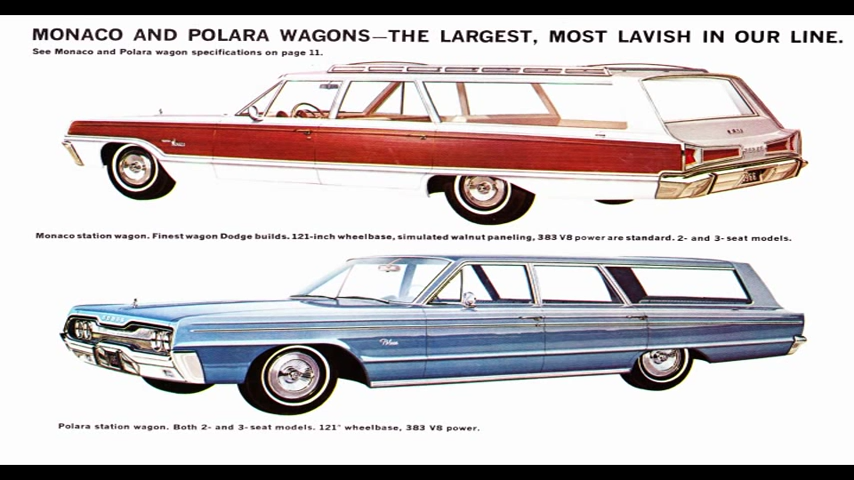 MONACO AND POLARA WAGONS—THE LARGEST, MOST LAVISH IN OUR LINE.
See Monaco and Polara wagon specifications on page 11.
1966
Monaco station wagon. Finest wagon Dodge builds. 121-inch wheelbase, simulated walnut paneling, 383 V8 power are standard. 2- and 3-seat models.
Polara station wagon. Both 2- and 3-seat models. 121" wheelbase, 383 V8 power.